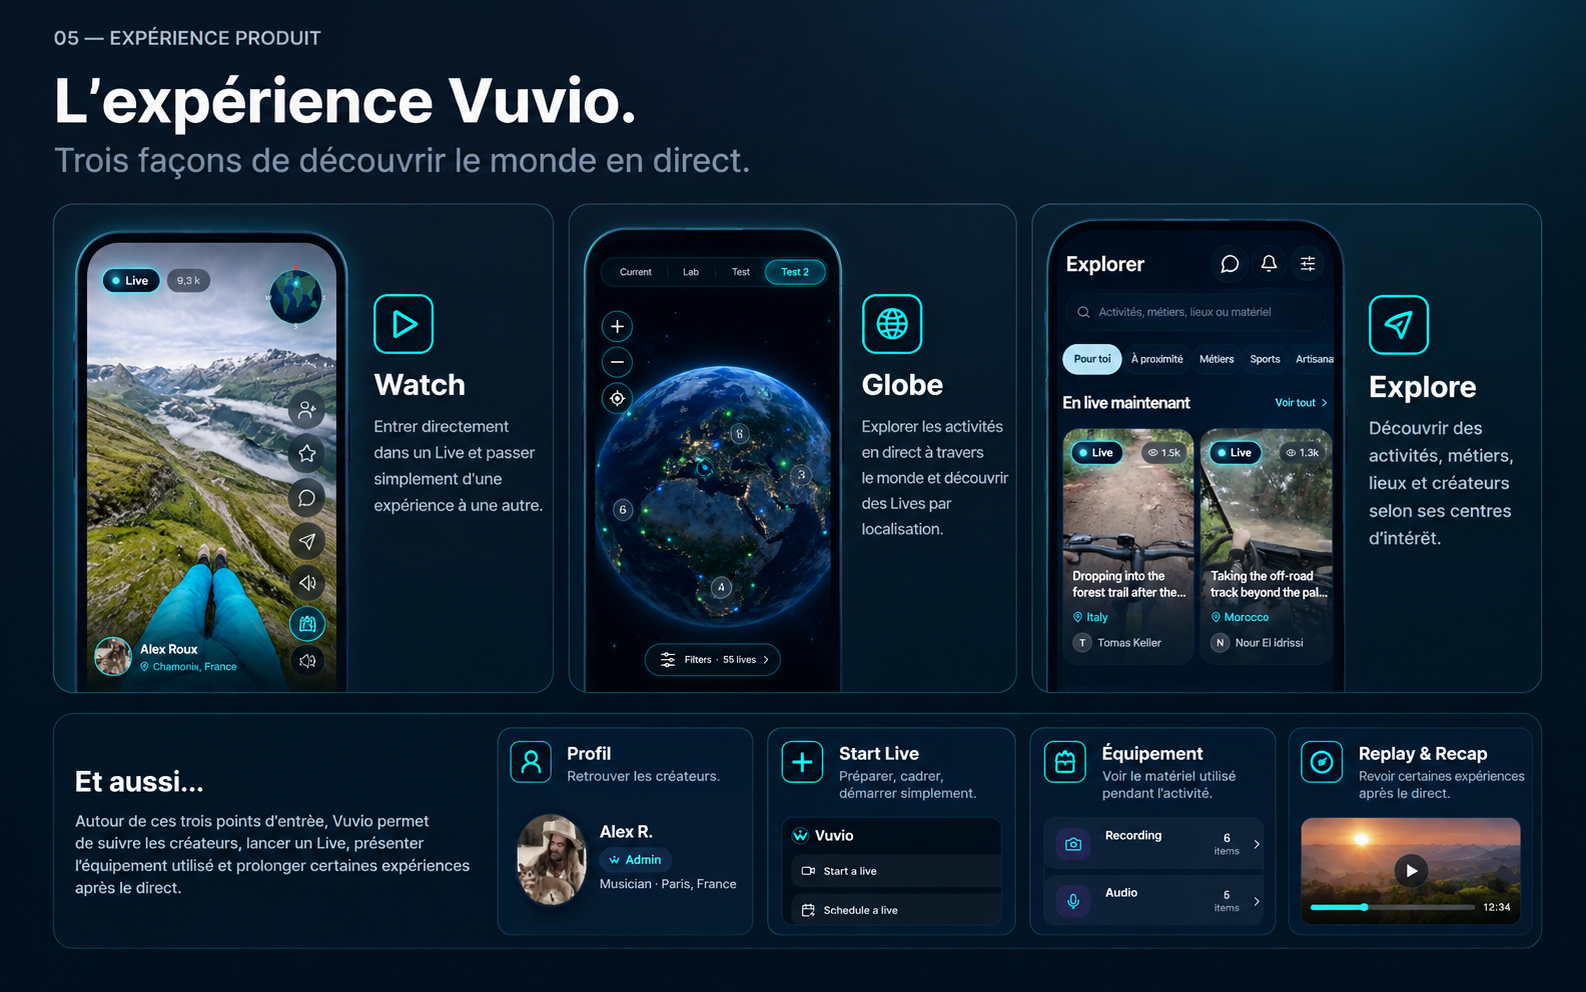 05 — EXPÉRIENCE PRODUIT
L’expérience Vuvio.
Trois façons de découvrir le monde en direct.
Live
9,3 k
W
E
S
Alex Roux
Chamonix, France
Watch
Entrer directement
dans un Live et passer
simplement d'une
expérience à une autre.
Current
Lab
Test
Test 2
8
3
6
A
Filters · 55 lives
Globe
Explorer les activités
en direct à travers
le monde et découvrir
des Lives par
localisation.
Explorer
Activités, métiers, lieux ou matériel
Pour toi
À proximité
Métiers
Sports
Artisana
En live maintenant
Voir tout
Live
1.5k
Dropping into the
forest trail after the...
Italy
T
Tomas Keller
Live
1.3k
Taking the off-road
track beyond the pal...
Morocco
N
Nour El idrissi
Explore
Découvrir des
activités, métiers,
lieux et créateurs
selon ses centres
d'intérët.
Et aussi...
Autour de ces trois points d'entrèe, Vuvio permet
de suivre les créateurs, lancer un Live, présenter
l'équipement utilisé et prolonger certaines expériences
après le direct.
Profil
Retrouver les créateurs.
Alex R.
Admin
Musician · Paris, France
Start Live
Préparer, cadrer,
démarrer simplement.
Vuvio
Start a live
Schedule a live
Équipement
Voir le matériel utilisé
pendant l'activité.
Recording
6
items
Audio
5
items
Replay & Recap
Revoir certaines expériences
après le direct.
12:34